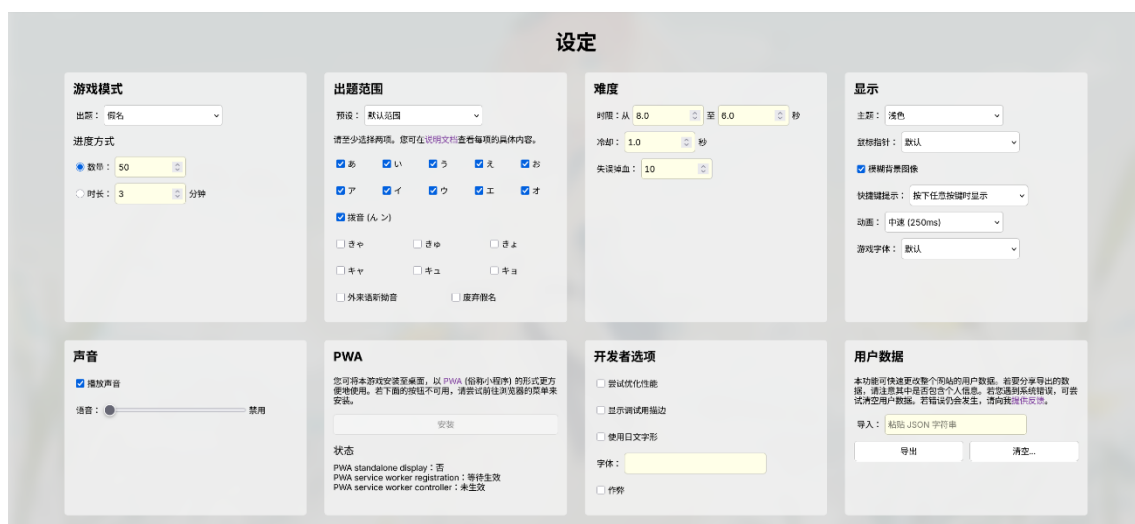 设定
游戏模式
出题： 假名
进度方式
数带： 50
时长： 3 分钟
出题范围
预设： 默认范围
请至少选择两项。您可在说明文档查看每项的具体内容。
あ い う え お
ア イ ウ エ オ
拨音 (ん ン)
きゃ きゅ きょ
キャ キュ キョ
外来语新拗音 废弃假名
难度
时限：从 8.0 至 6.0 秒
冷却： 1.0 秒
失误掉血： 10
显示
主题： 浅色
鼠标指针： 默认
模糊背景图像
快捷键提示： 按下任意按键时显示
动画： 中速 (250ms)
游戏字体： 默认
声音
播放声音
语音： 禁用
PWA
您可将本游戏安装至桌面，以 PWA (俗称小程序) 的形式更方
便地使用。若下面的按钮不可用，请尝试前往浏览器的菜单来
安装。
安装
状态
PWA standalone display：否
PWA service worker registration：等待生效
PWA service worker controller：未生效
开发者选项
尝试优化性能
显示调试用描边
使用日文字形
字体：
作弊
用户数据
本功能可快速更改整个网站的用户数据。若要分享导出的数
据，请注意其中是否包含个人信息。若您遇到系统错误，可尝
试清空用户数据。若错误仍会发生，请向我提供反馈。
导入： 粘贴 JSON 字符串
导出 清空...